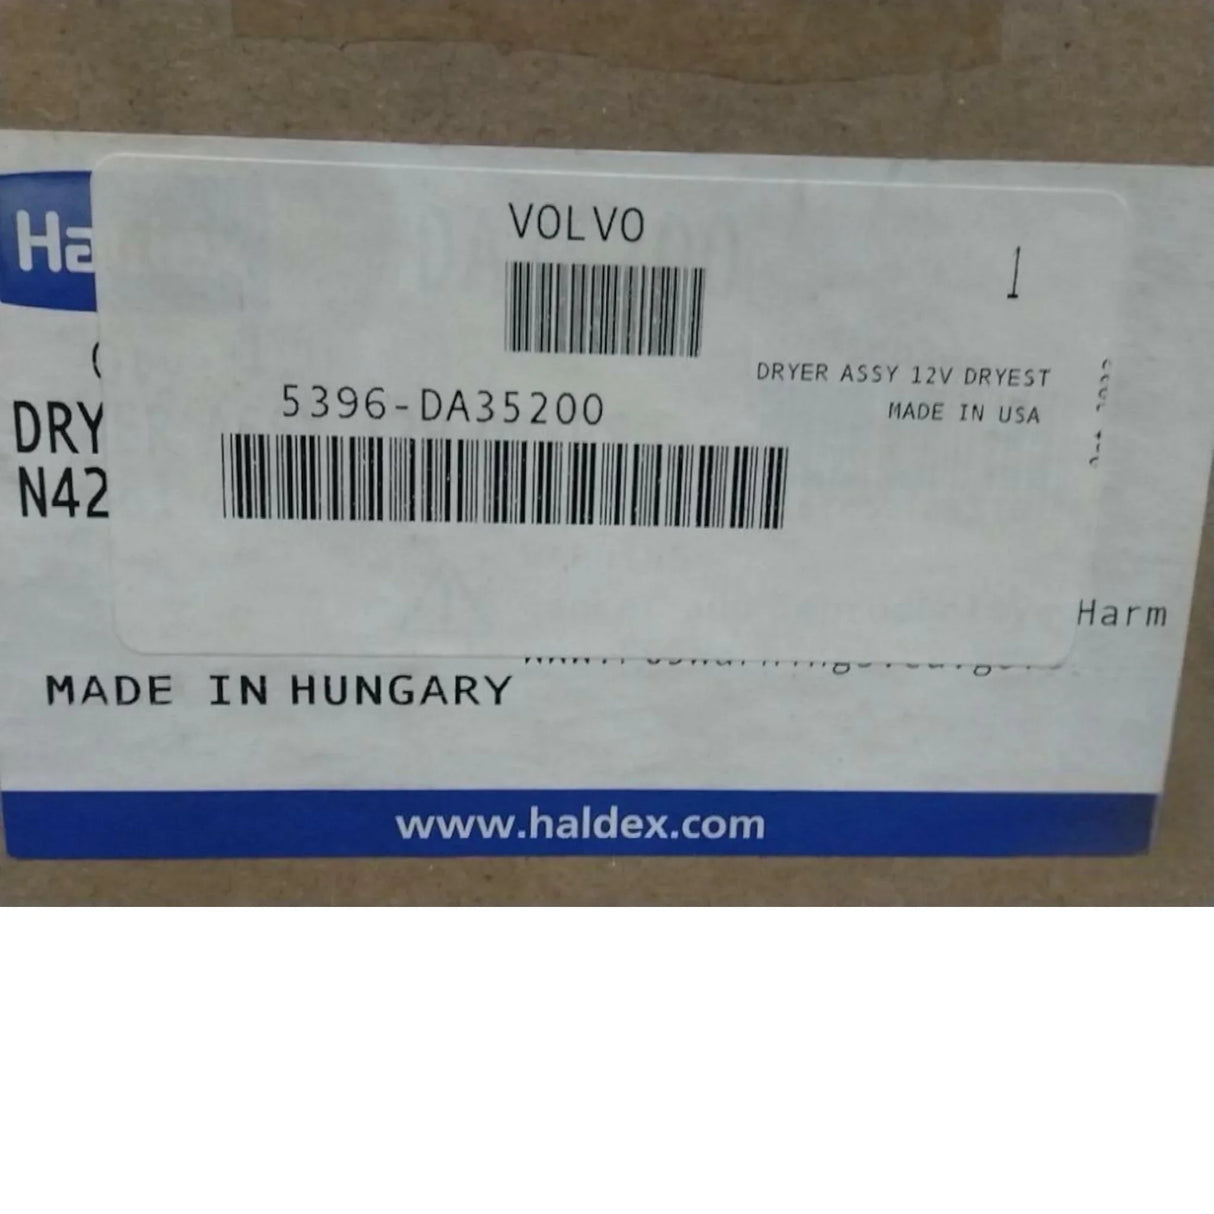 VOLVO
Ha
1
DRYER ASSY 12V DRYEST
5396-DA35200
MADE IN USA
DRY
N42
Harm
MADE IN HUNGARY
www.haldex.com